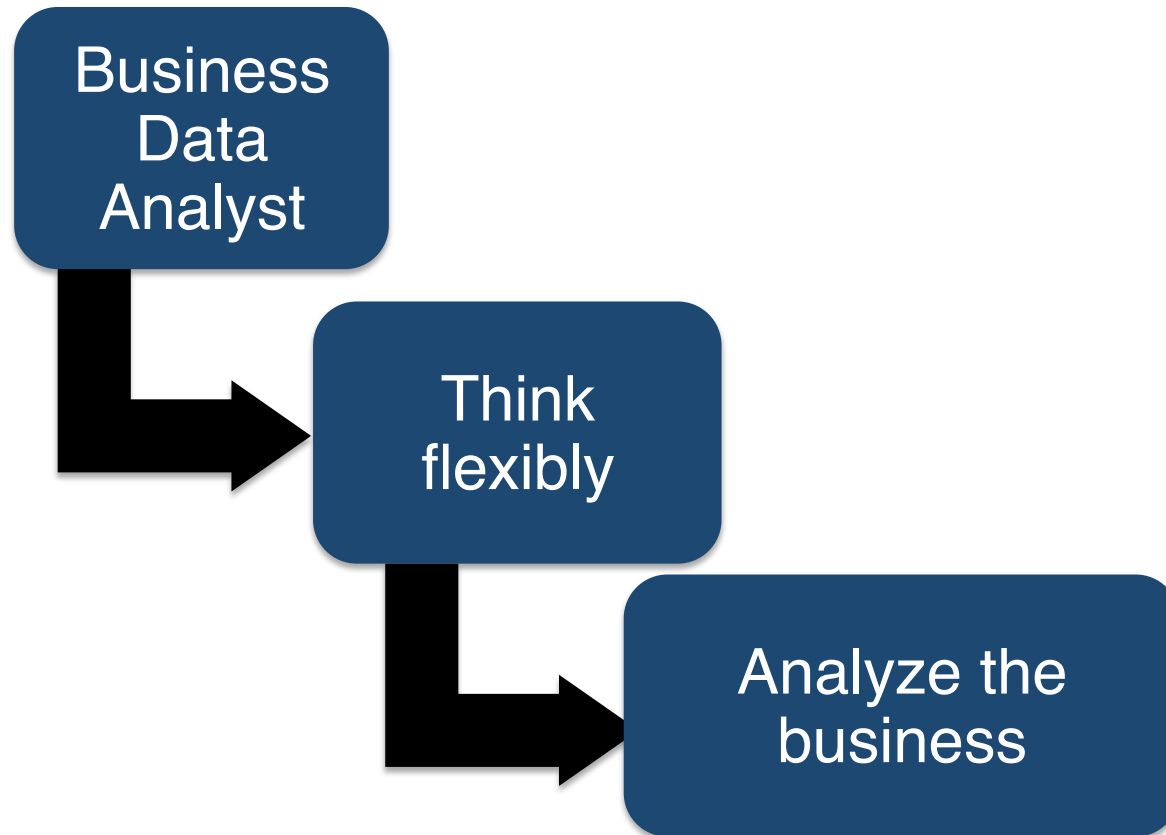 Business
Data
Analyst
Think
flexibly
Analyze the
business